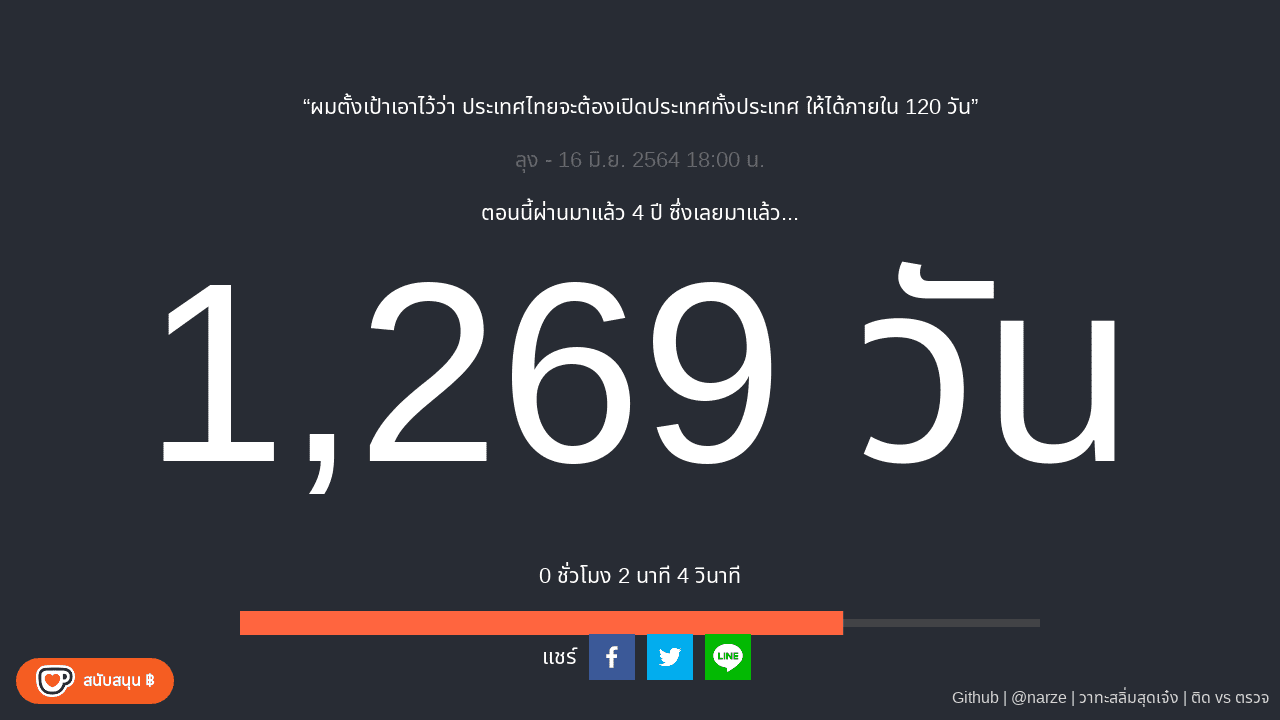 “ผมตั้งเป้าเอาไว้ว่า ประเทศไทยจะต้องเปิดประเทศทั้งประเทศ ให้ได้ภายใน 120 วัน”
ลุง - 16 มิ.ย. 2564 18:00 น.
ตอนนี้ผ่านมาแล้ว 4 ปี ซึ่งเลยมาแล้ว...
1,269 วัน
0 ชั่วโมง 2 นาที 4 วินาที
แชร์
LINE
สนับสนุน ฿
Github | @narze | วาทะสลิ่มสุดเจ๋ง | ติด vs ตรวจ